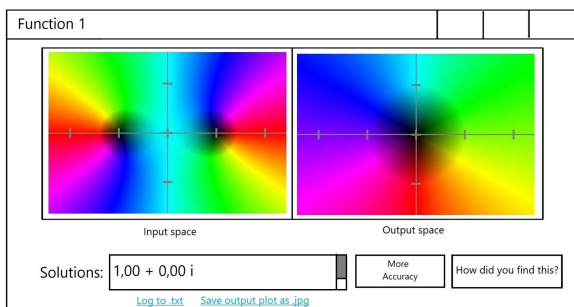 Function 1
Input space
Output space
Solutions:
1,00 + 0,00 i
More
Accuracy
How did you find this?
Log to .txt
Save output plot as .jpg